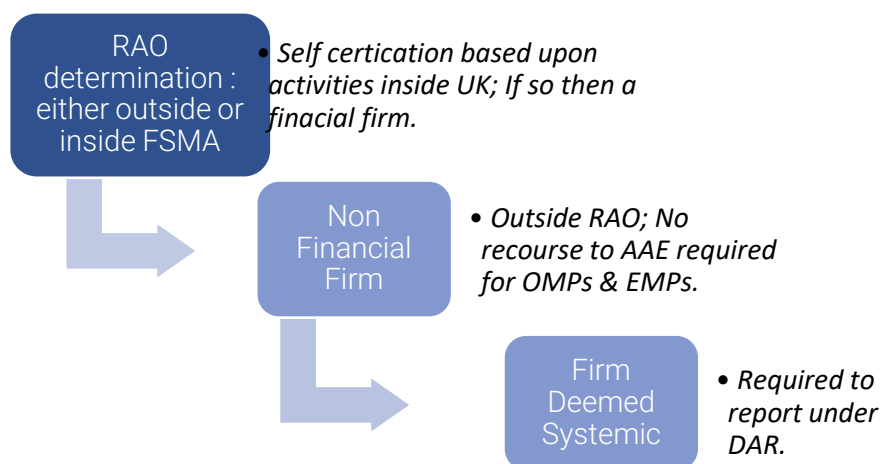 RAO
determination :
either outside or
inside FSMA
• Self certication based upon
activities inside UK; If so then a
finacial firm.
Non
Financial
Firm
• Outside RAO; No
recourse to AAE required
for OMPs & EMPs.
Firm
Deemed
Systemic
• Required to
report under
DAR.